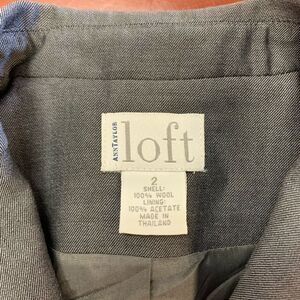 ANNTAYLOR
loft
2
SHELL:
100% WOOL
LINING:
100% ACETATE
MADE IN
THAILAND